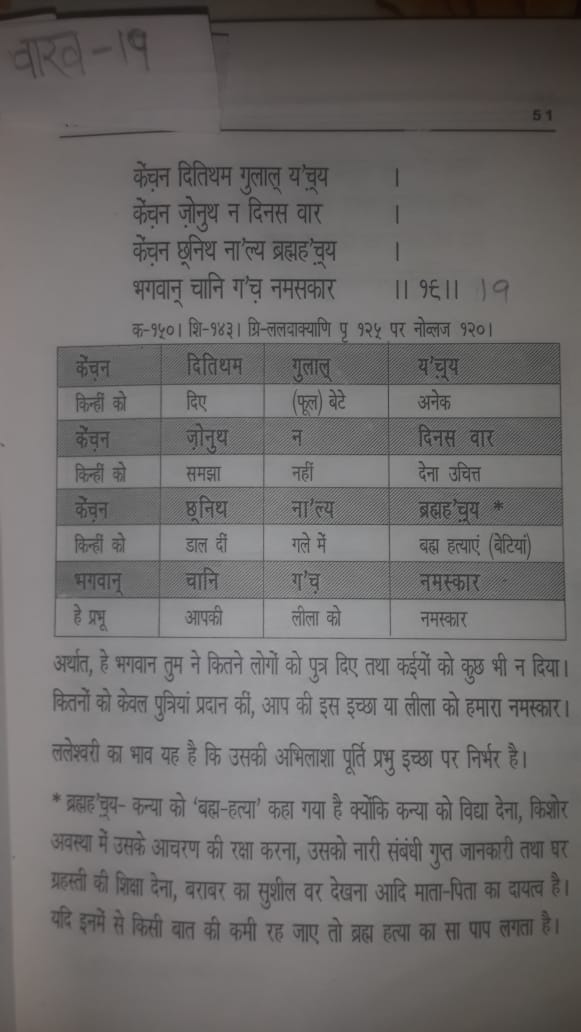 वाख - 19
51
केंच़न दितिथम गुलाल् य'च़्य ।
केंच़न ज़ोनुथ न दिनस वार ।
केंच़न छुनिथ ना'ल्य ब्रह्मह'च़्य ।
भगवान् चानि ग'च़ नमसकार ।। १६।। 19
क-१५०। शि-१४३। ग्रि-ललवाक्याणि पृ १२५ पर नोव्लज १२०।
केंच़न दितिथम गुलाल् य'च़्य
किन्हीं को दिए (फूल) बेटे अनेक
केंच़न ज़ोनुथ न दिनस वार
किन्हीं को समझा नहीं देना उचित्त
केंच़न छुनिथ ना'ल्य ब्रह्मह'च़्य *
किन्हीं को डाल दीं गले में बह्म हत्याएं (बेटियां)
भगवान् चानि ग'च़ नमस्कार
हे प्रभू आपकी लीला को नमस्कार
अर्थात, हे भगवान तुम ने कितने लोगों को पुत्र दिए तथा कईयों को कुछ भी न दिया।
कितनों को केवल पुत्रियां प्रदान कीं, आप की इस इच्छा या लीला को हमारा नमस्कार।
ललेश्वरी का भाव यह है कि उसकी अभिलाशा पूर्ति प्रभु इच्छा पर निर्भर है।
* ब्रह्मह'च़्य- कन्या को 'बह्म-हत्या' कहा गया है क्योंकि कन्या को विद्या देना, किशोर
अवस्था में उसके आचरण की रक्षा करना, उसको नारी संबंधी गुप्त जानकारी तथा घर
ग्रहस्ती की शिक्षा देना, बराबर का सुशील वर देखना आदि माता-पिता का दायत्व है।
यदि इनमें से किसी बात की कमी रह जाए तो ब्रह्म हत्या का सा पाप लगता है।